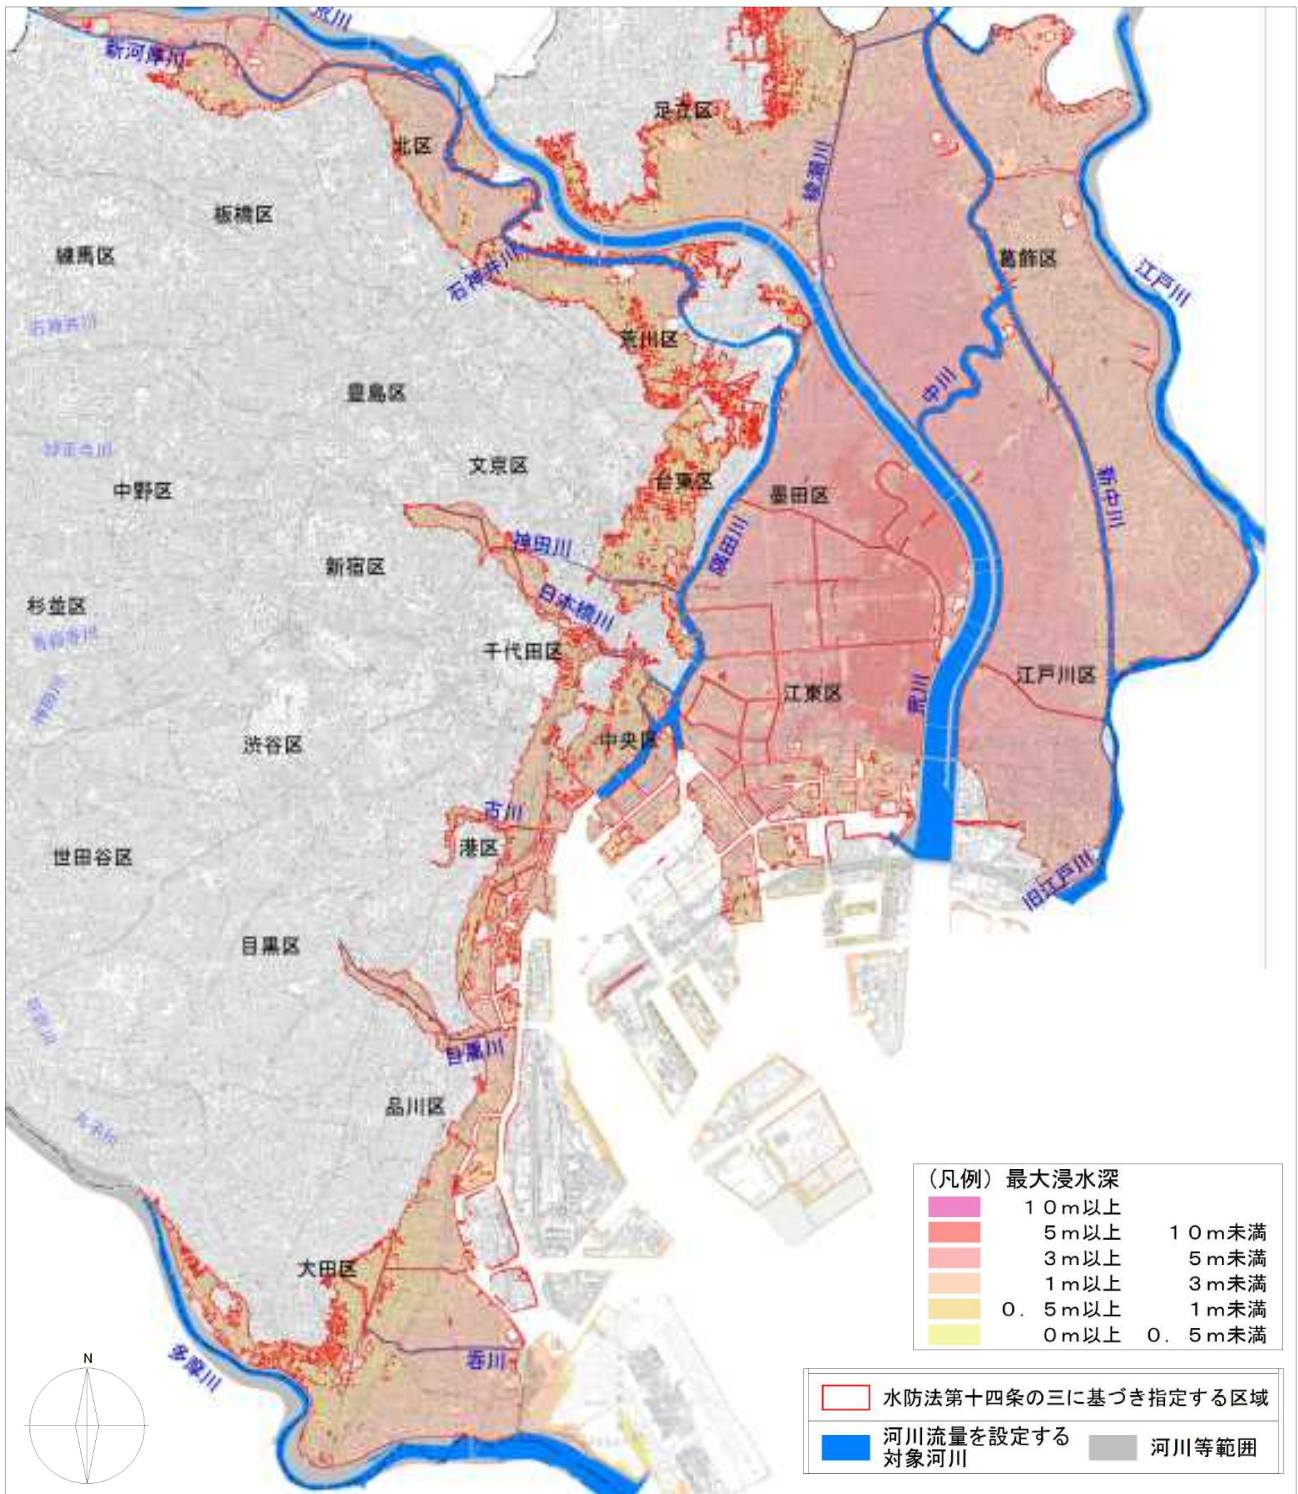 荒川
新河岸川
足立区
北区
綾瀬川
板橋区
練馬区
葛飾区
江戸川
石神井川
石神井川
荒川区
豊島区
中川
文京区
台東区
中野区
墨田区
新中川
神田川
隅田川
新宿区
杉並区
日本橋川
千代田区
江戸川区
江東区
荒川
神田川
渋谷区
中央区
古川
港区
世田谷区
旧江戸川
目黒区
目黒川
品川区
大田区
呑川
多摩川
N
(凡例) 最大浸水深
10m以上
5m以上 10m未満
3m以上 5m未満
1m以上 3m未満
0.5m以上 1m未満
0m以上 0.5m未満
水防法第十四条の三に基づき指定する区域
河川流量を設定する
対象河川
河川等範囲